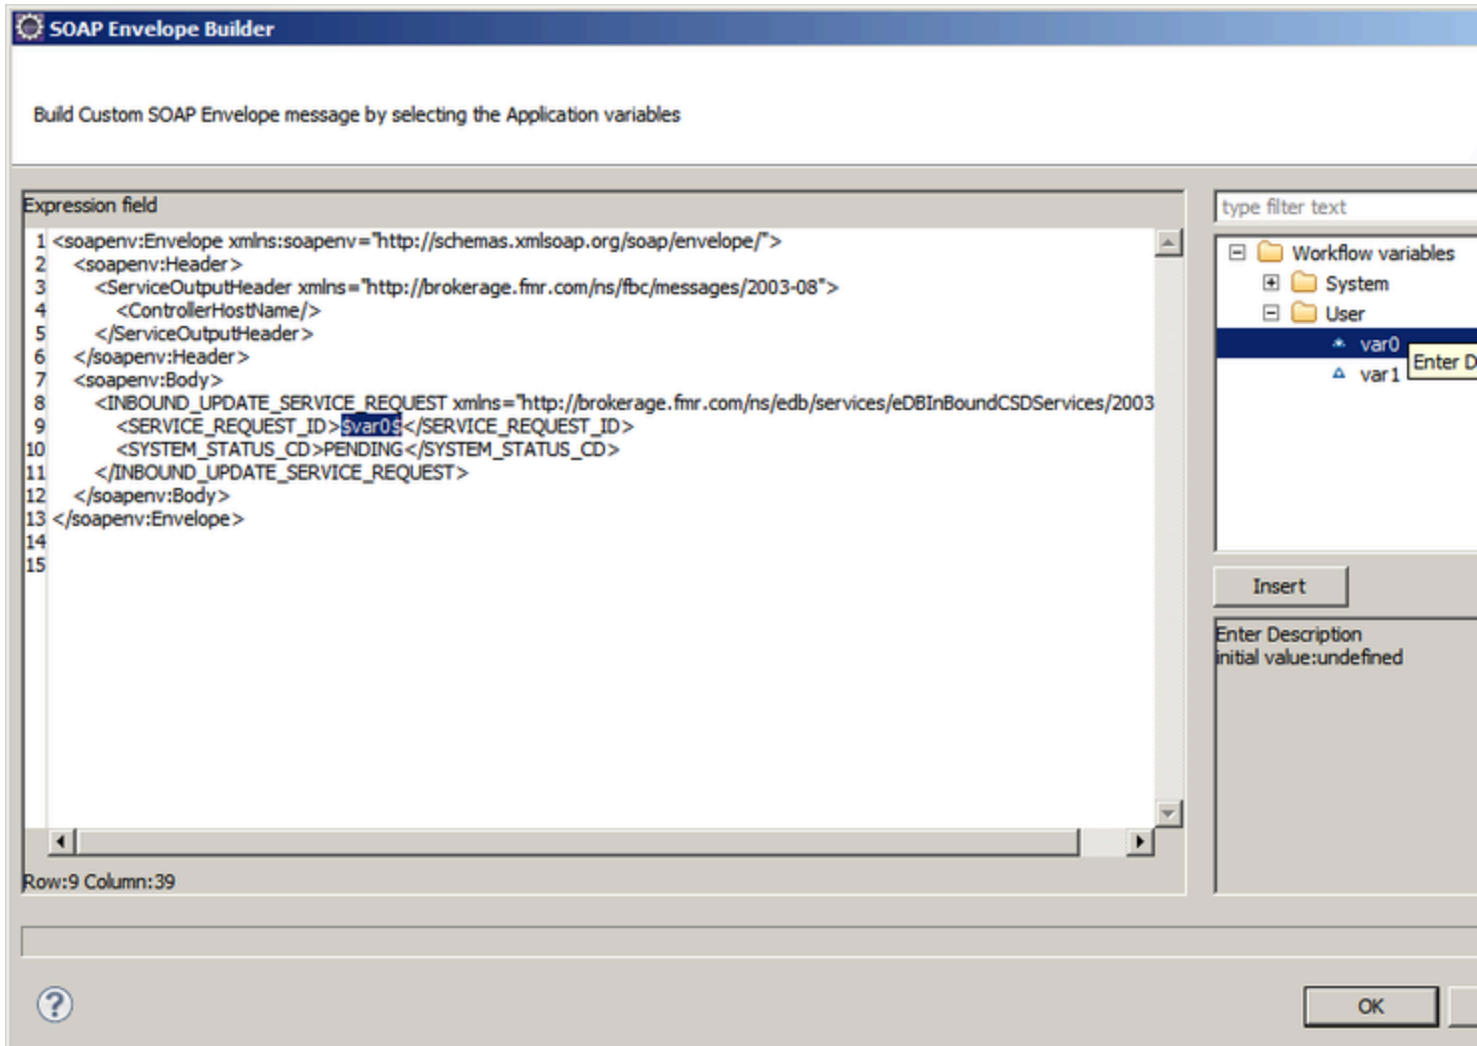 SOAP Envelope Builder
Build Custom SOAP Envelope message by selecting the Application variables
Expression field
1 <soapenv:Envelope xmlns:soapenv="http://schemas.xmlsoap.org/soap/envelope/">
2 <soapenv:Header>
3 <ServiceOutputHeader xmlns="http://brokerage.fmr.com/ns/fbc/messages/2003-08">
4 <ControllerHostName/>
5 </ServiceOutputHeader>
6 </soapenv:Header>
7 <soapenv:Body>
8 <INBOUND_UPDATE_SERVICE_REQUEST xmlns="http://brokerage.fmr.com/ns/edb/services/eDBInBoundCSDServices/2003
9 <SERVICE_REQUEST_ID>$var0$</SERVICE_REQUEST_ID>
10 <SYSTEM_STATUS_CD>PENDING</SYSTEM_STATUS_CD>
11 </INBOUND_UPDATE_SERVICE_REQUEST>
12 </soapenv:Body>
13 </soapenv:Envelope>
14
15
Row:9 Column:39
type filter text
Workflow variables
System
User
var0
Enter D
var1
Insert
Enter Description
initial value:undefined
?
OK